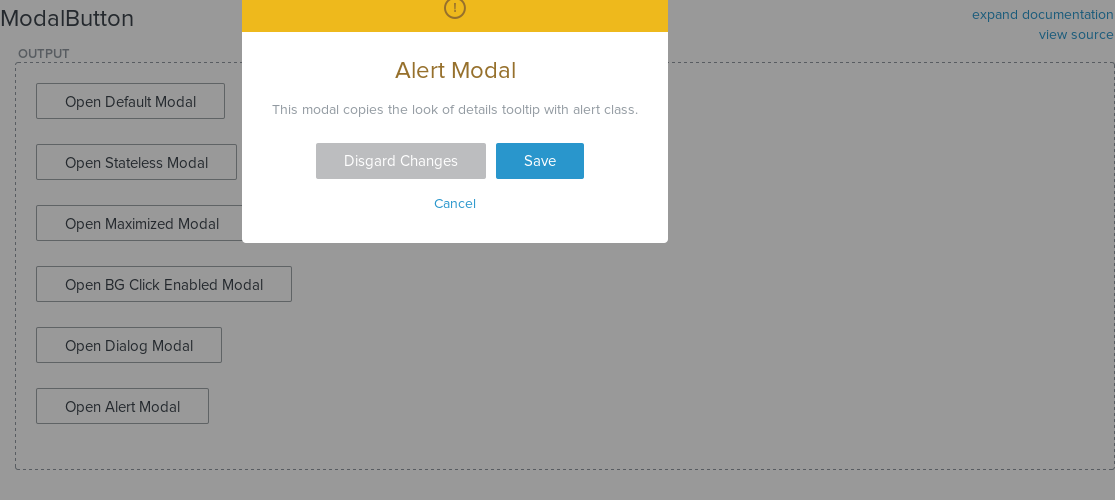 ModalButton
expand documentation
view source
OUTPUT
!
Alert Modal
This modal copies the look of details tooltip with alert class.
Disgard Changes
Save
Cancel
Open Default Modal
Open Stateless Modal
Open Maximized Modal
Open BG Click Enabled Modal
Open Dialog Modal
Open Alert Modal